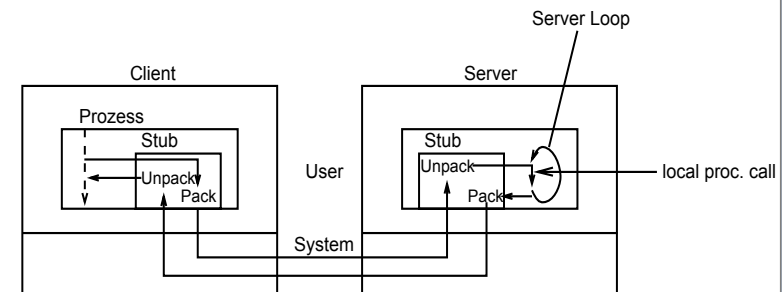 Server Loop
Client
Server
Prozess
Stub
Stub
Unpack
User
local proc. call
Unpack
Pack
Pack
System